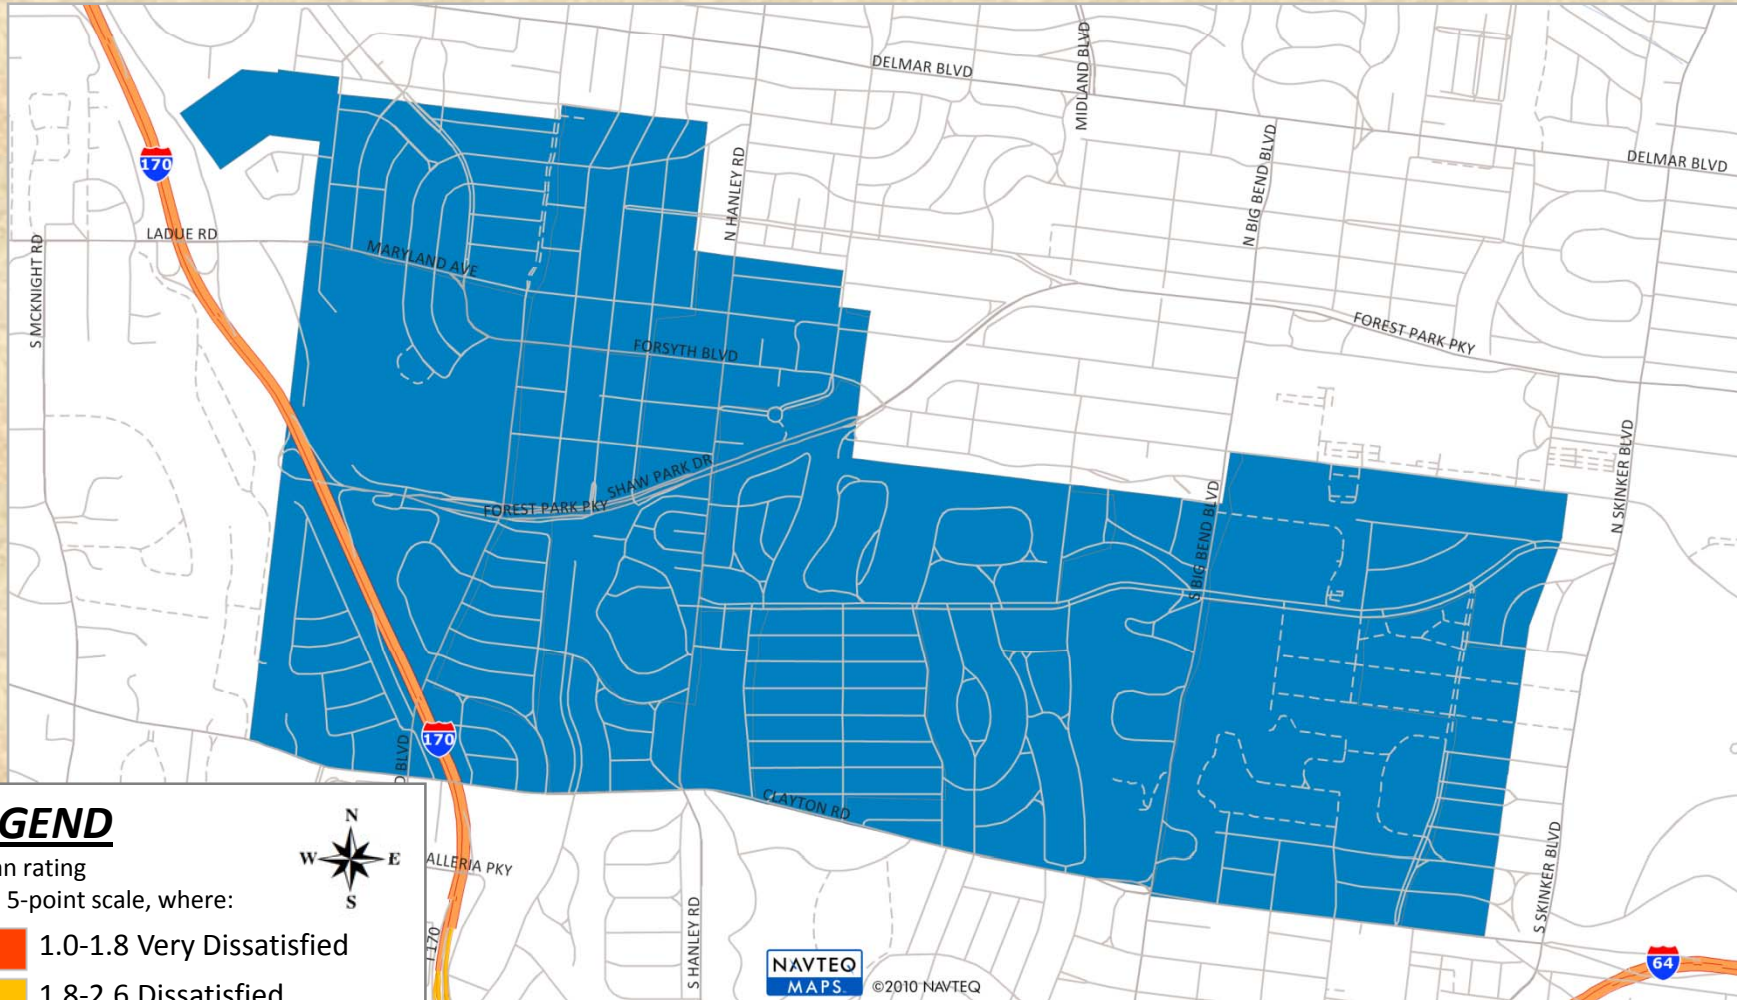 DELMAR BLVD
MIDLAND BLVD
N BIG BEND BLVD
DELMAR BLVD
N HANLEY RD
170
LADUE RD
S MCKNIGHT RD
MARYLAND AVE
FORSYTH BLVD
FOREST PARK PKY
SHAW PARK DR
FOREST PARK PKY
N SKINKER BLVD
S BIG BEND BLVD
170
D BLVD
CLAYTON RD
ALLERIA PKY
I 170
S HANLEY RD
S SKINKER BLVD
64
GEND
N
W E
S
an rating
5-point scale, where:
1.0-1.8 Very Dissatisfied
1.8-2.6 Dissatisfied
NAVTEQ
MAPS
©2010 NAVTEQ